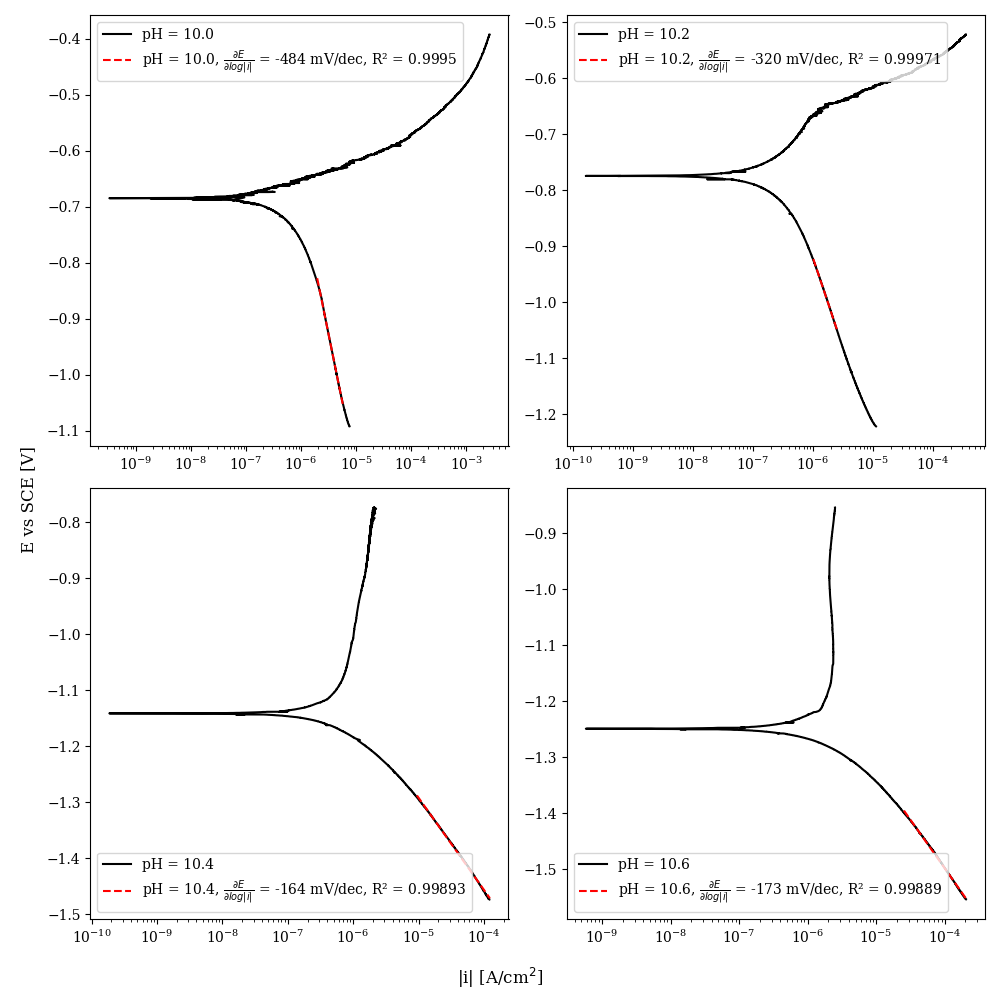 pH = 10.0
pH = 10.0, ∂E/∂log|i| = -484 mV/dec, R² = 0.9995
−0.4
−0.5
−0.6
−0.7
−0.8
−0.9
−1.0
−1.1
10⁻⁹ 10⁻⁸ 10⁻⁷ 10⁻⁶ 10⁻⁵ 10⁻⁴ 10⁻³
pH = 10.2
pH = 10.2, ∂E/∂log|i| = -320 mV/dec, R² = 0.99971
−0.5
−0.6
−0.7
−0.8
−0.9
−1.0
−1.1
−1.2
10⁻¹⁰ 10⁻⁹ 10⁻⁸ 10⁻⁷ 10⁻⁶ 10⁻⁵ 10⁻⁴
E vs SCE [V]
−0.8
−0.9
−1.0
−1.1
−1.2
−1.3
−1.4
−1.5
pH = 10.4
pH = 10.4, ∂E/∂log|i| = -164 mV/dec, R² = 0.99893
10⁻¹⁰ 10⁻⁹ 10⁻⁸ 10⁻⁷ 10⁻⁶ 10⁻⁵ 10⁻⁴
−0.9
−1.0
−1.1
−1.2
−1.3
−1.4
−1.5
pH = 10.6
pH = 10.6, ∂E/∂log|i| = -173 mV/dec, R² = 0.99889
10⁻⁹ 10⁻⁸ 10⁻⁷ 10⁻⁶ 10⁻⁵ 10⁻⁴
|i| [A/cm²]